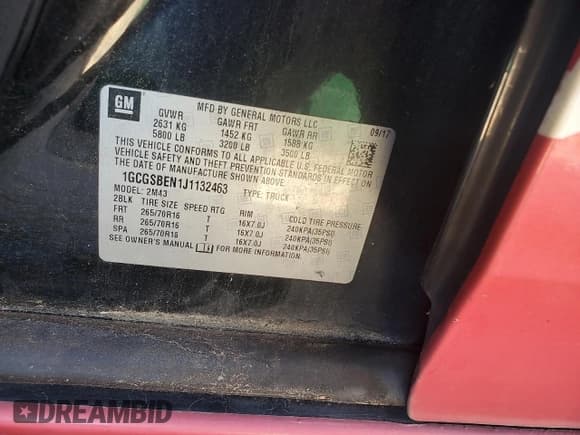 GM
MFD BY GENERAL MOTORS LLC
09/17
GVWR GAWR FRT GAWR RR
2631 KG 1452 KG 1588 KG
5800 LB 3200 LB 3500 LB
THIS VEHICLE CONFORMS TO ALL APPLICABLE U.S. FEDERAL MOTOR
VEHICLE SAFETY AND THEFT PREVENTION STANDARDS IN EFFECT ON
THE DATE OF MANUFACTURE SHOWN ABOVE.
1GCGSBEN1J1132463 TYPE: TRUCK
MODEL: 2M43
2BLK TIRE SIZE SPEED RTG RIM COLD TIRE PRESSURE
FRT 265/70R16 T 16X7.0J 240KPA(35PSI)
RR 265/70R16 T 16X7.0J 240KPA(35PSI)
SPA 265/70R16 T 16X7.0J 240KPA(35PSI)
SEE OWNER'S MANUAL FOR MORE INFORMATION.
DREAMBID